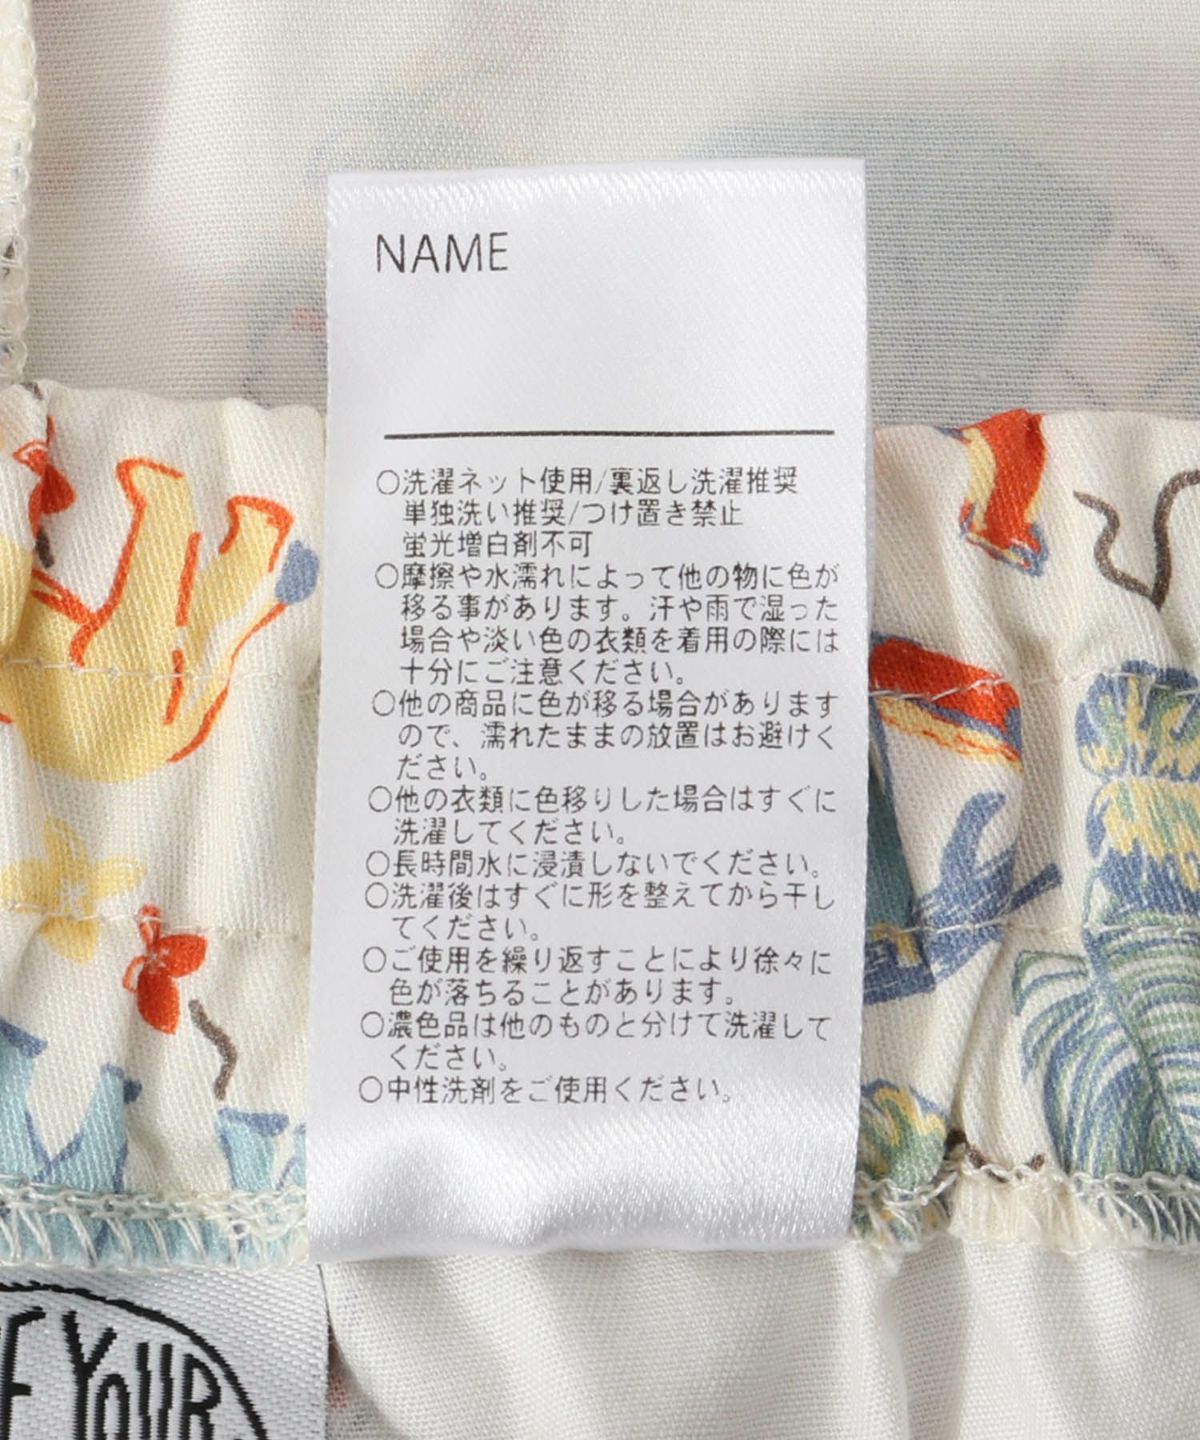 NAME
○洗濯ネット使用/裏返し洗濯推奨
単独洗い推奨/つけ置き禁止
蛍光増白剤不可
○摩擦や水濡れによって他の物に色が
移る事があります。汗や雨で湿った
場合や淡い色の衣類を着用の際には
十分にご注意ください。
○他の商品に色が移る場合があります
ので、濡れたままの放置はお避けく
ださい。
○他の衣類に色移りした場合はすぐに
洗濯してください。
○長時間水に浸漬しないでください。
○洗濯後はすぐに形を整えてから干し
てください。
○ご使用を繰り返すことにより徐々に
色が落ちることがあります。
○濃色品は他のものと分けて洗濯して
ください。
○中性洗剤をご使用ください。
YOUR